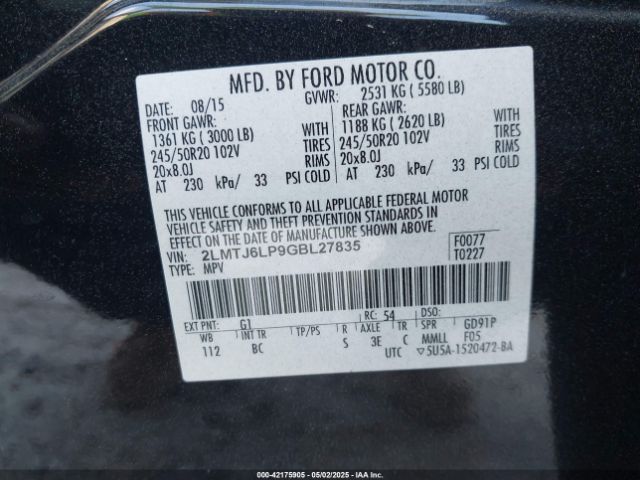 MFD. BY FORD MOTOR CO.
DATE: 08/15 GVWR: 2531 KG ( 5580 LB)
FRONT GAWR: REAR GAWR:
1361 KG ( 3000 LB) WITH 1188 KG ( 2620 LB) WITH
245/50R20 102V TIRES 245/50R20 102V TIRES
20x8.0J RIMS 20x8.0J RIMS
AT 230 kPa/ 33 PSI COLD AT 230 kPa/ 33 PSI COLD
THIS VEHICLE CONFORMS TO ALL APPLICABLE FEDERAL MOTOR
VEHICLE SAFETY AND THEFT PREVENTION STANDARDS IN
EFFECT ON THE DATE OF MANUFACTURE SHOWN ABOVE.
VIN: 2LMTJ6LP9GBL27835 F0077
TYPE: MPV T0227
EXT PNT: G1 RC: 54 DSO:
WB INT TR TP/PS R AXLE TR SPR GD91P
112 BC S 3E C MMLL F05
UTC ▽5U5A-1520472-BA
000-42175905 - 05/02/2025 - IAAI.COM